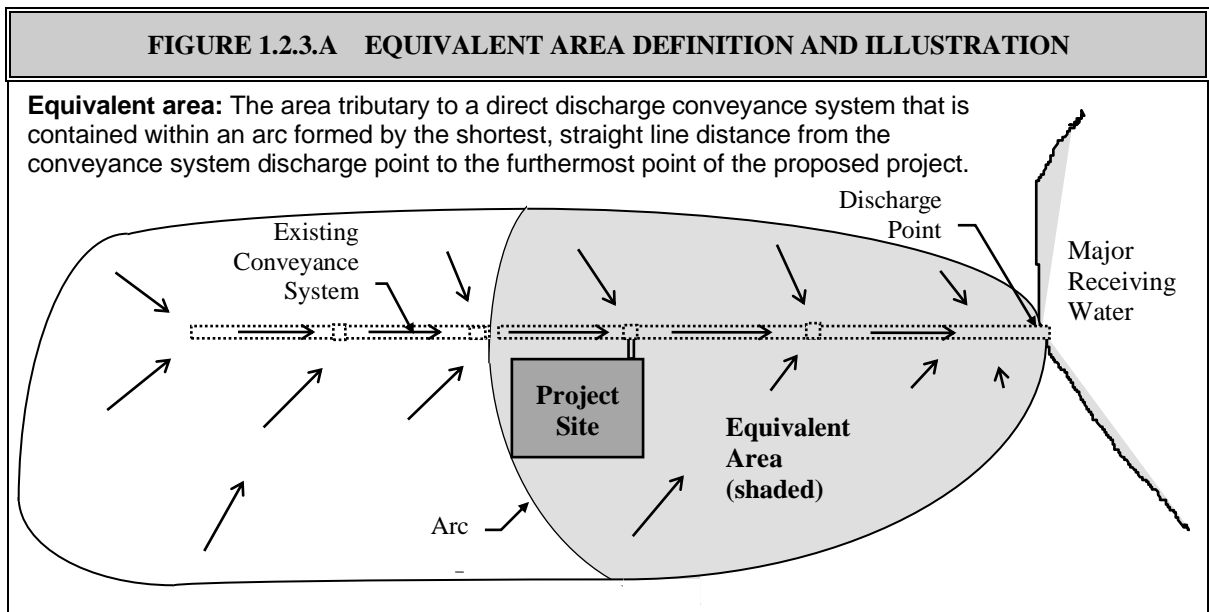 FIGURE 1.2.3.A EQUIVALENT AREA DEFINITION AND ILLUSTRATION
Equivalent area: The area tributary to a direct discharge conveyance system that is
contained within an arc formed by the shortest, straight line distance from the
conveyance system discharge point to the furthermost point of the proposed project.
Discharge
Point
Existing
Conveyance
System
Major
Receiving
Water
Project
Site
Equivalent
Area
(shaded)
Arc